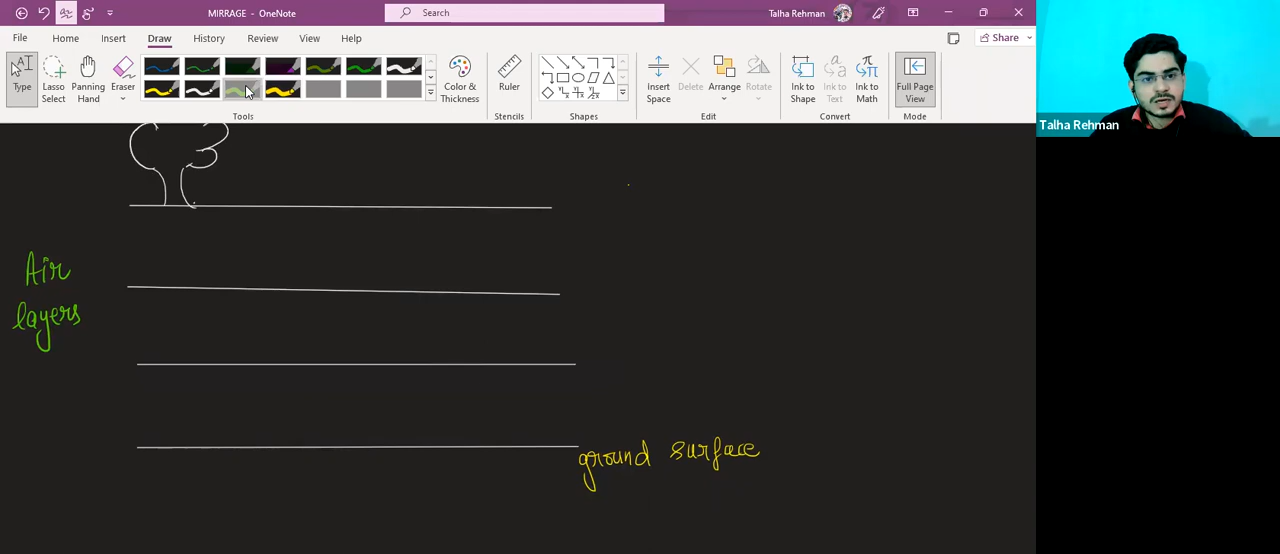 MIRRAGE - OneNote
Search
Talha Rehman
File Home Insert Draw History Review View Help
Share
Type
Lasso Select
Panning Hand
Eraser
Color & Thickness
Ruler
Insert Space
Delete
Arrange
Rotate
Ink to Shape
Ink to Text
Ink to Math
Full Page View
Tools Stencils Shapes Edit Convert Mode
Talha Rehman
Air
layers
ground surface